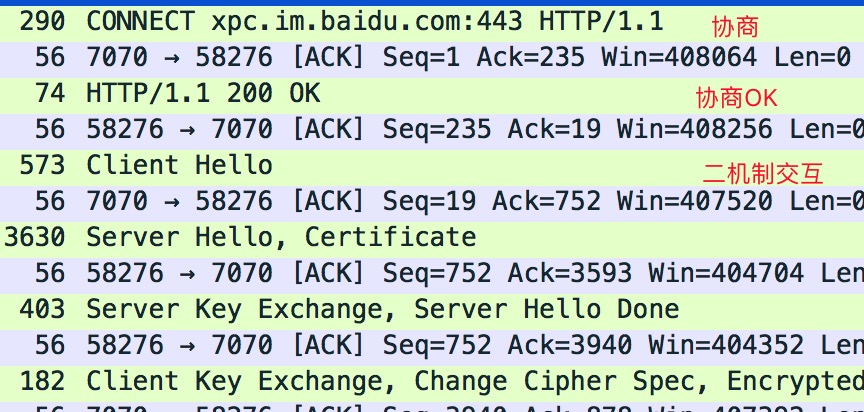 290 CONNECT xpc.im.baidu.com:443 HTTP/1.1 协商
56 7070 → 58276 [ACK] Seq=1 Ack=235 Win=408064 Len=0
74 HTTP/1.1 200 OK 协商OK
56 58276 → 7070 [ACK] Seq=235 Ack=19 Win=408256 Len=0
573 Client Hello 二机制交互
56 7070 → 58276 [ACK] Seq=19 Ack=752 Win=407520 Len=0
3630 Server Hello, Certificate
56 58276 → 7070 [ACK] Seq=752 Ack=3593 Win=404704 Len
403 Server Key Exchange, Server Hello Done
56 58276 → 7070 [ACK] Seq=752 Ack=3940 Win=404352 Len
182 Client Key Exchange, Change Cipher Spec, Encrypted